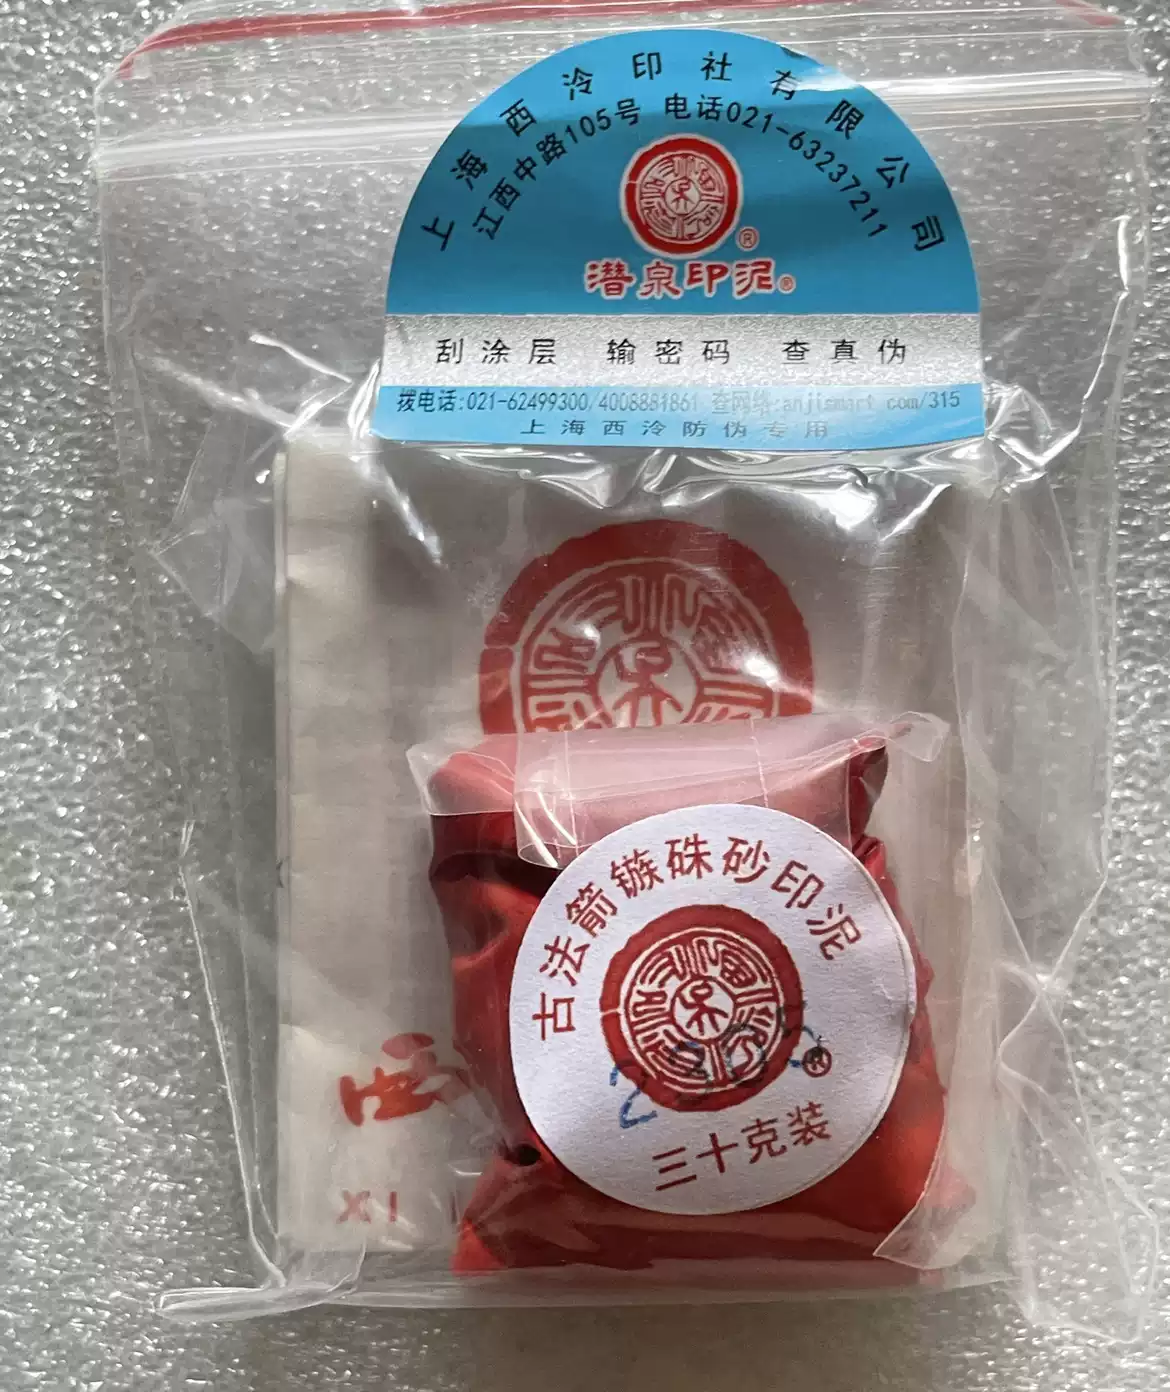 上海西泠印社有限公司
江西中路105号 电话021-63237211
®
潜泉印泥®
刮涂层 输密码 查真伪
拨电话:021-62499300/4008881861 查网络:anjismart.com/315
上海西泠防伪专用
古法箭镞硃砂印泥
®
三十克装
西
XI